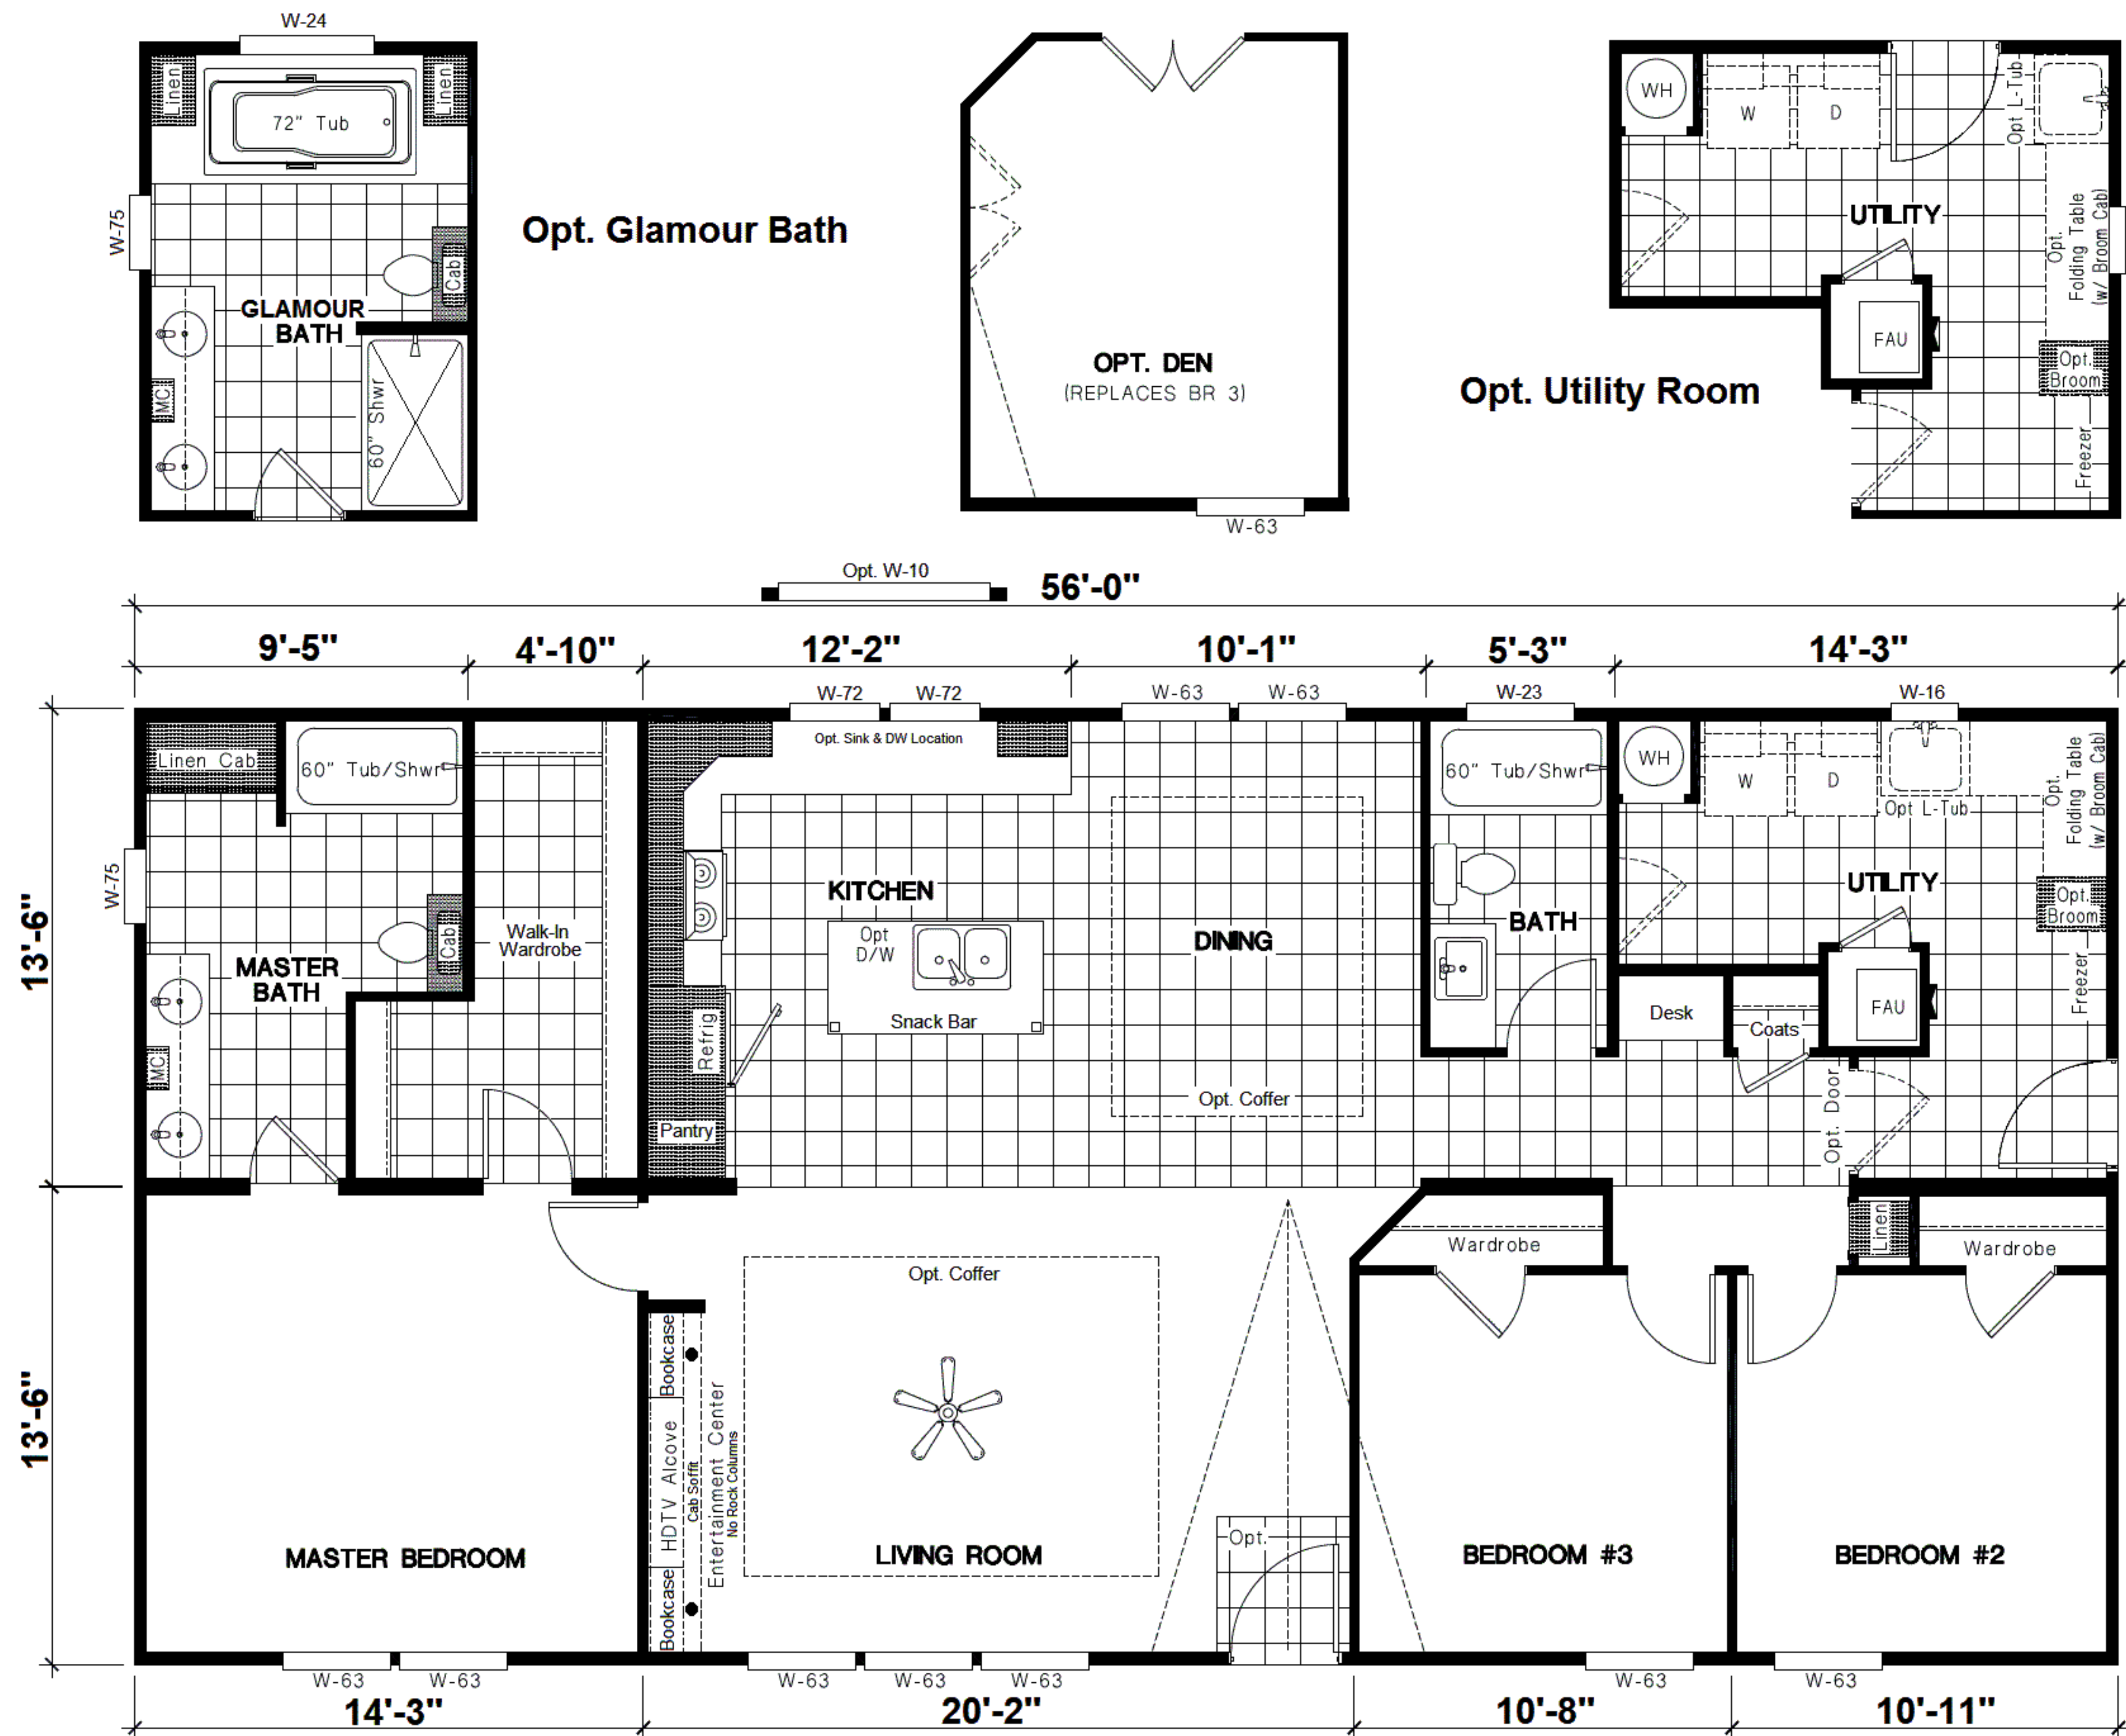 W-24
Linen
72" Tub
Linen
W-75
Cab
GLAMOUR
BATH
MC
60" Shwr
Opt. Glamour Bath
OPT. DEN
(REPLACES BR 3)
W-63
WH
W
D
Opt L-Tub
UTILITY
Opt.
Folding Table
(w/ Broom Cab)
FAU
Opt.
Broom
Freezer
Opt. Utility Room
Opt. W-10
56'-0"
9'-5"
4'-10"
12'-2"
10'-1"
5'-3"
14'-3"
W-72
W-72
W-63
W-63
W-23
W-16
13'-6"
13'-6"
Linen Cab
60" Tub/Shwr
W-75
Cab
MASTER
BATH
MC
Walk-In
Wardrobe
Opt. Sink & DW Location
KITCHEN
Opt
D/W
Snack Bar
Refrig
Pantry
DINING
Opt. Coffer
60" Tub/Shwr
BATH
WH
W
D
Opt L-Tub
Opt.
Folding Table
(w/ Broom Cab)
UTILITY
Opt.
Broom
Freezer
FAU
Desk
Coats
Opt. Door
Opt. Coffer
Wardrobe
Linen
Wardrobe
Bookcase
HDTV Alcove
Bookcase
Cab Soffit
Entertainment Center
No Rock Columns
Opt.
MASTER BEDROOM
LIVING ROOM
BEDROOM #3
BEDROOM #2
W-63
W-63
W-63
W-63
W-63
W-63
W-63
14'-3"
20'-2"
10'-8"
10'-11"